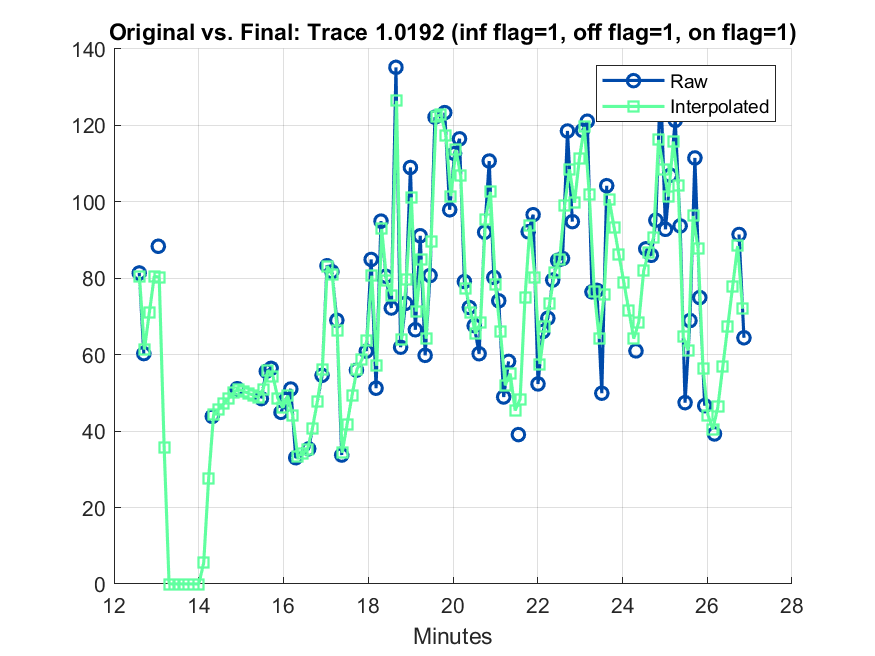 Original vs. Final: Trace 1.0192 (inf flag=1, off flag=1, on flag=1)
140
120
100
80
60
40
20
0
Raw
Interpolated
12 14 16 18 20 22 24 26 28
Minutes